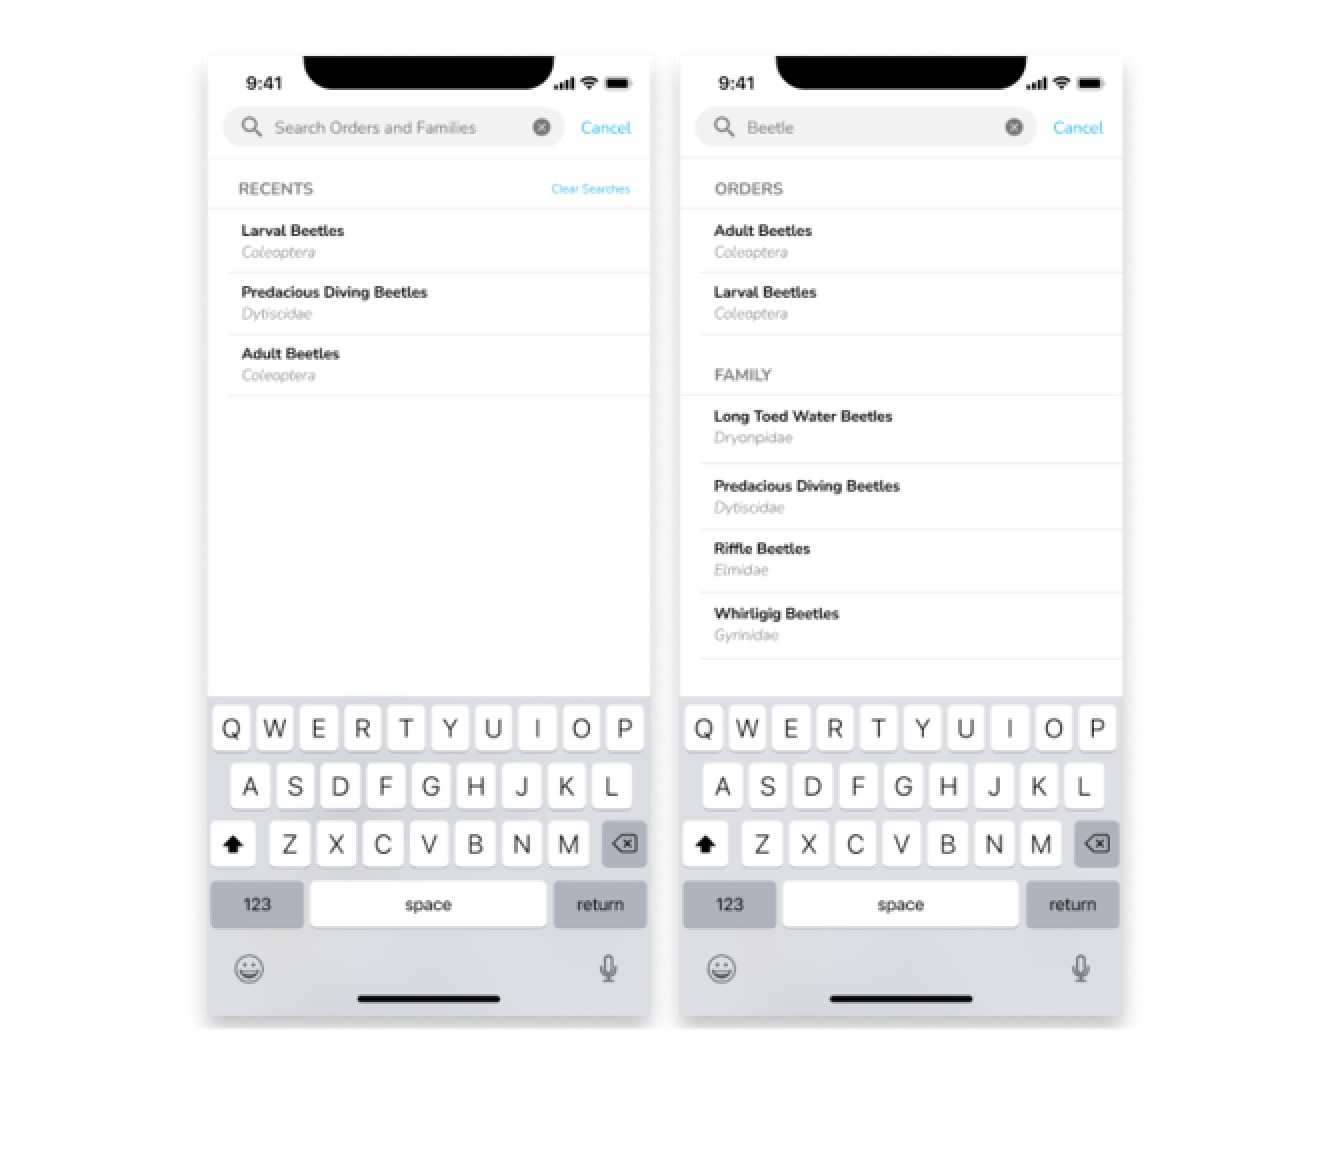 9:41
Search Orders and Families
Cancel
RECENTS
Clear Searches
Larval Beetles
Coleoptera
Predacious Diving Beetles
Dytiscidae
Adult Beetles
Coleoptera
Q W E R T Y U I O P
A S D F G H J K L
Z X C V B N M
123
space
return
9:41
Beetle
Cancel
ORDERS
Adult Beetles
Coleoptera
Larval Beetles
Coleoptera
FAMILY
Long Toed Water Beetles
Dryonpidae
Predacious Diving Beetles
Dytiscidae
Riffle Beetles
Elmidae
Whirligig Beetles
Gyrinidae
Q W E R T Y U I O P
A S D F G H J K L
Z X C V B N M
123
space
return